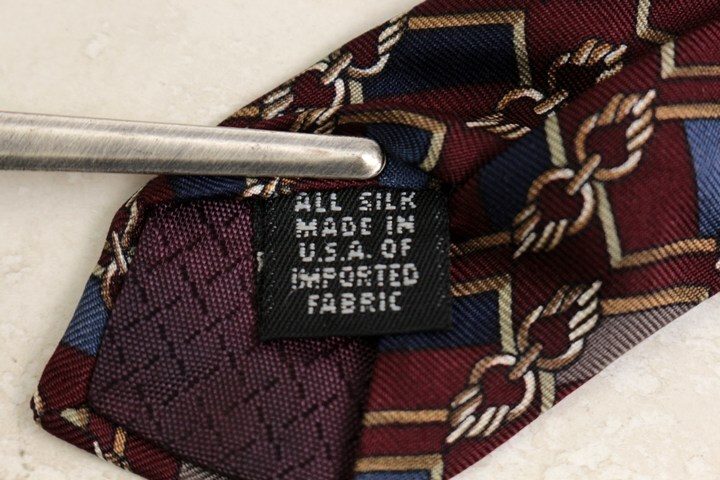 ALL SILK
MADE IN
U.S.A. OF
IMPORTED
FABRIC